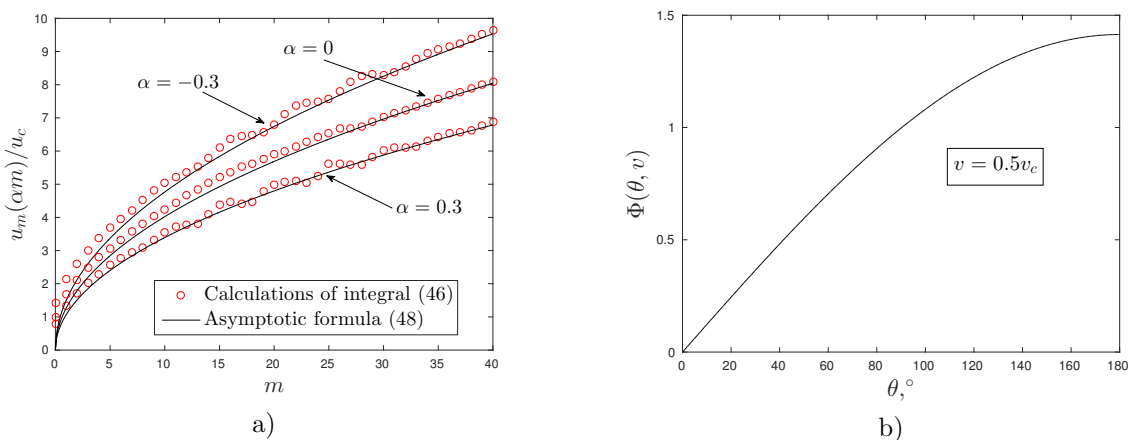 10
9
8
7
6
5
4
3
2
1
0
u_m(αm)/u_c
α = 0
α = −0.3
α = 0.3
Calculations of integral (46)
Asymptotic formula (48)
0 5 10 15 20 25 30 35 40
m
a)
1.5
1
0.5
0
Φ(θ, v)
v = 0.5v_c
0 20 40 60 80 100 120 140 160 180
θ,°
b)